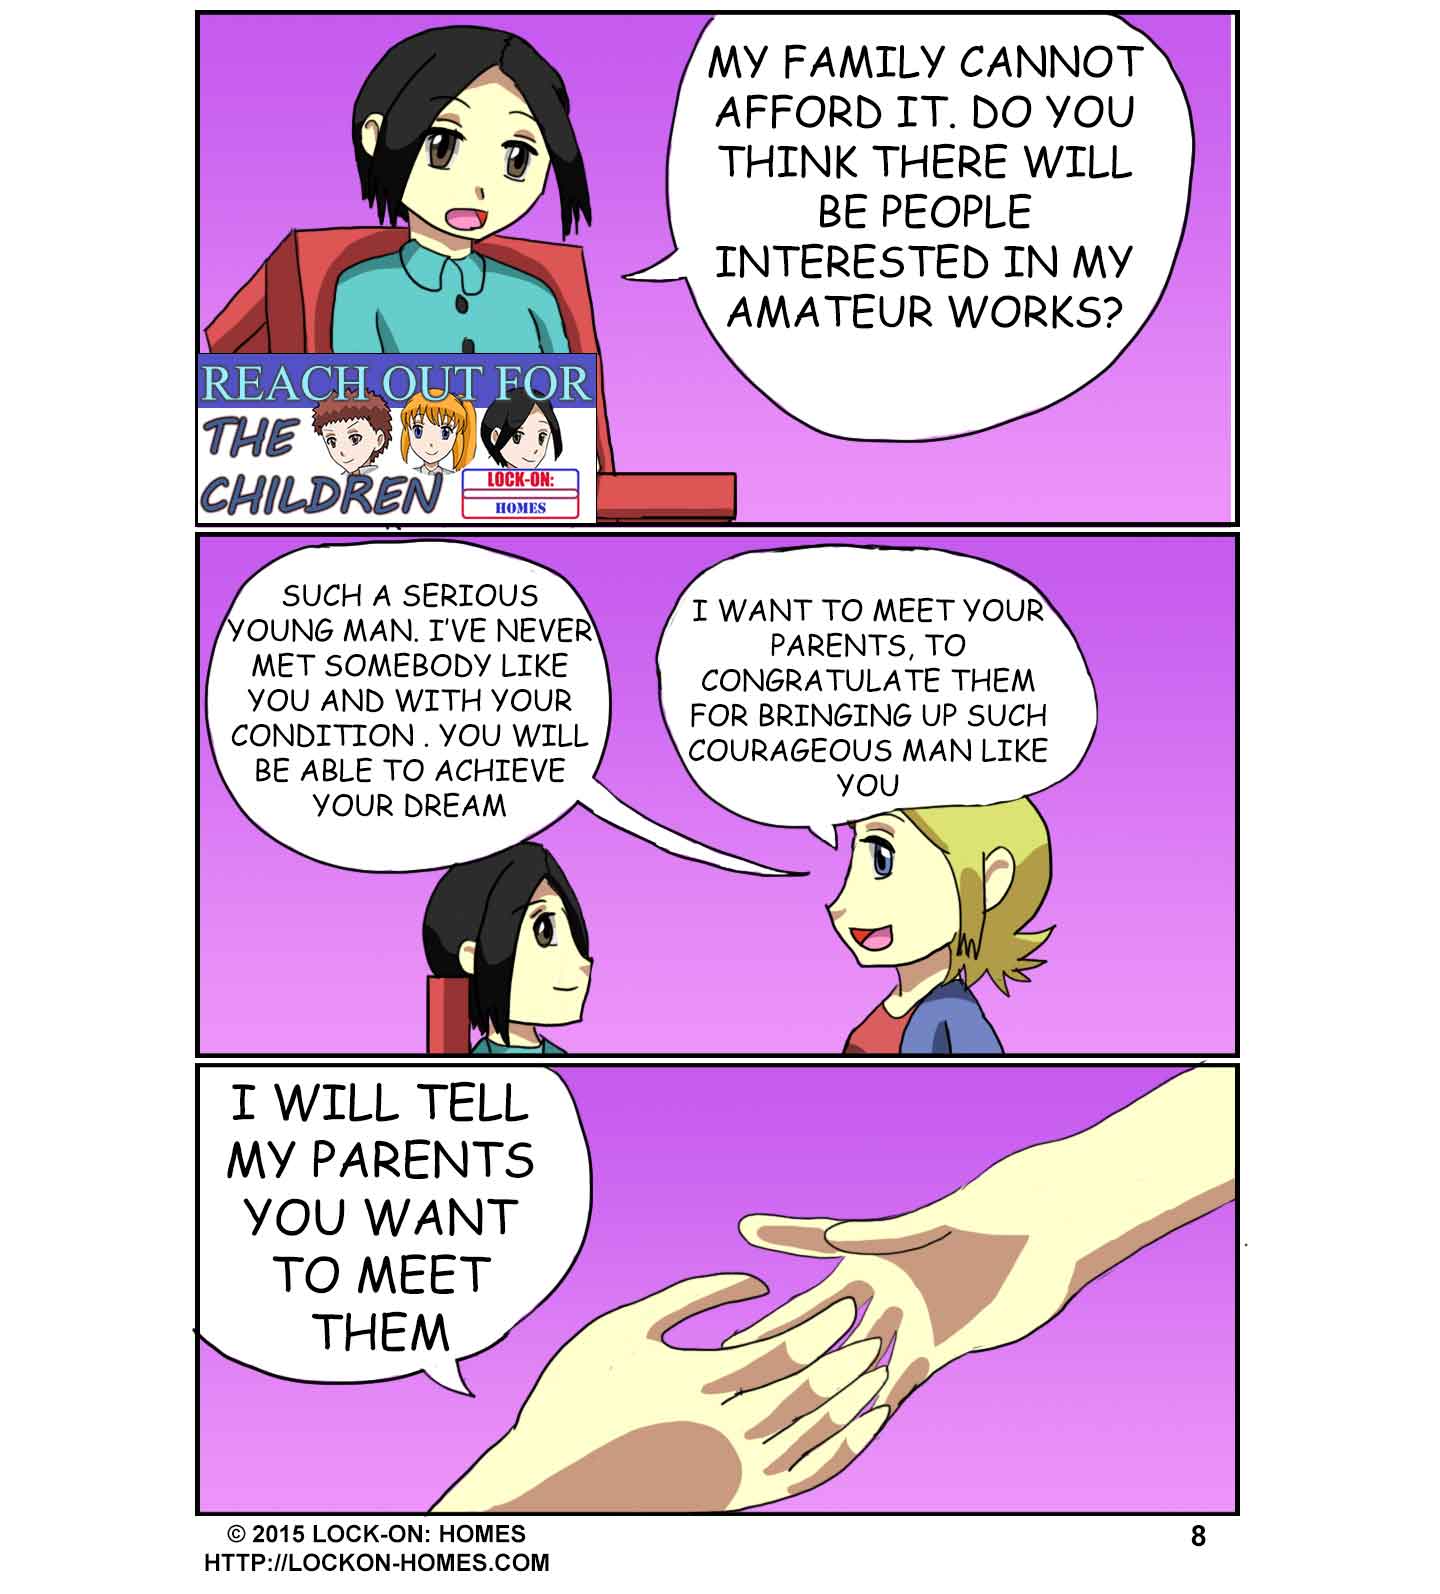 MY FAMILY CANNOT
AFFORD IT. DO YOU
THINK THERE WILL
BE PEOPLE
INTERESTED IN MY
AMATEUR WORKS?
REACH OUT FOR
THE
CHILDREN
LOCK-ON:
HOMES
SUCH A SERIOUS
YOUNG MAN. I'VE NEVER
MET SOMEBODY LIKE
YOU AND WITH YOUR
CONDITION . YOU WILL
BE ABLE TO ACHIEVE
YOUR DREAM
I WANT TO MEET YOUR
PARENTS, TO
CONGRATULATE THEM
FOR BRINGING UP SUCH
COURAGEOUS MAN LIKE
YOU
I WILL TELL
MY PARENTS
YOU WANT
TO MEET
THEM
© 2015 LOCK-ON: HOMES
HTTP://LOCKON-HOMES.COM
8